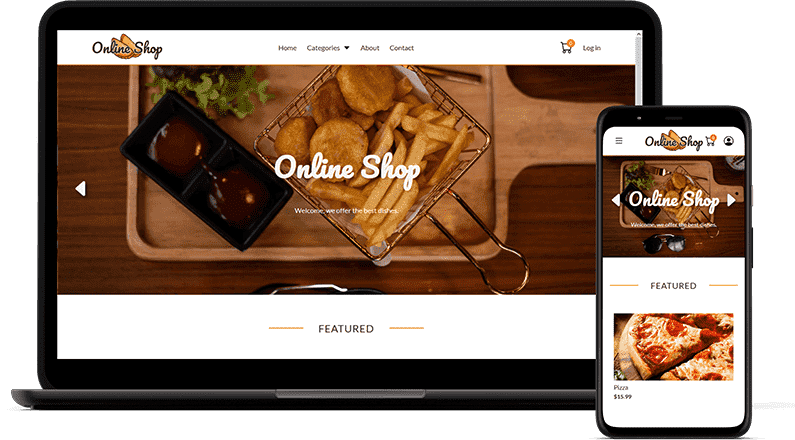 Online Shop
Home Categories About Contact
0 Log in
Online Shop
Welcome, we offer the best dishes.
FEATURED
Online Shop 0
Online Shop
Welcome, we offer the best dishes.
FEATURED
Pizza
$15.99